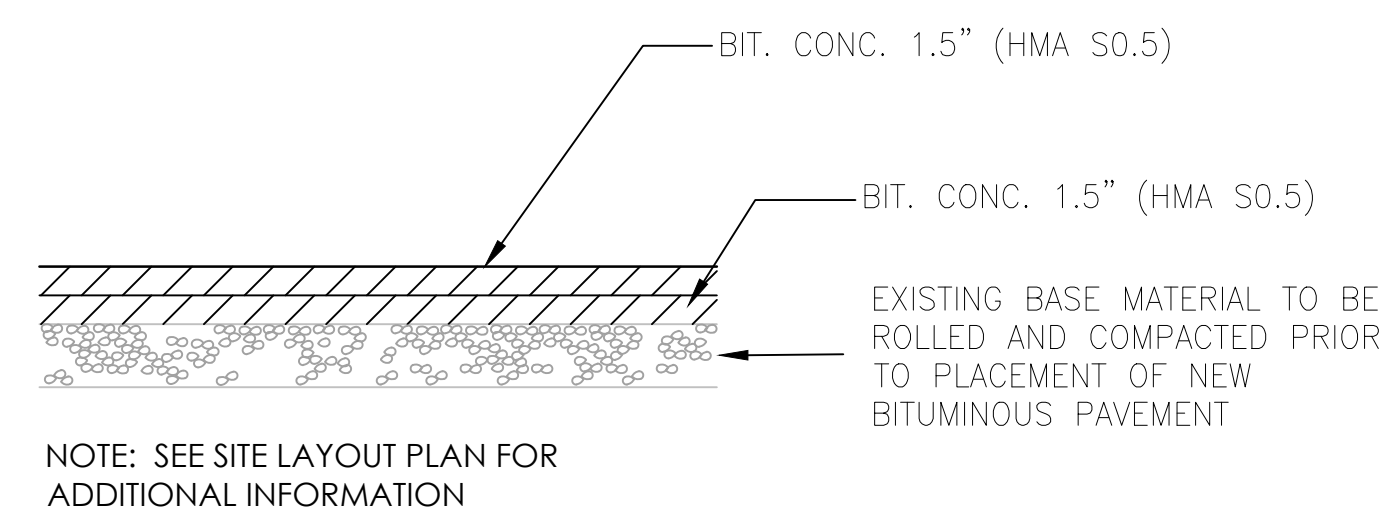 BIT. CONC. 1.5” (HMA S0.5)
BIT. CONC. 1.5” (HMA S0.5)
EXISTING BASE MATERIAL TO BE
ROLLED AND COMPACTED PRIOR
TO PLACEMENT OF NEW
BITUMINOUS PAVEMENT
NOTE: SEE SITE LAYOUT PLAN FOR
ADDITIONAL INFORMATION